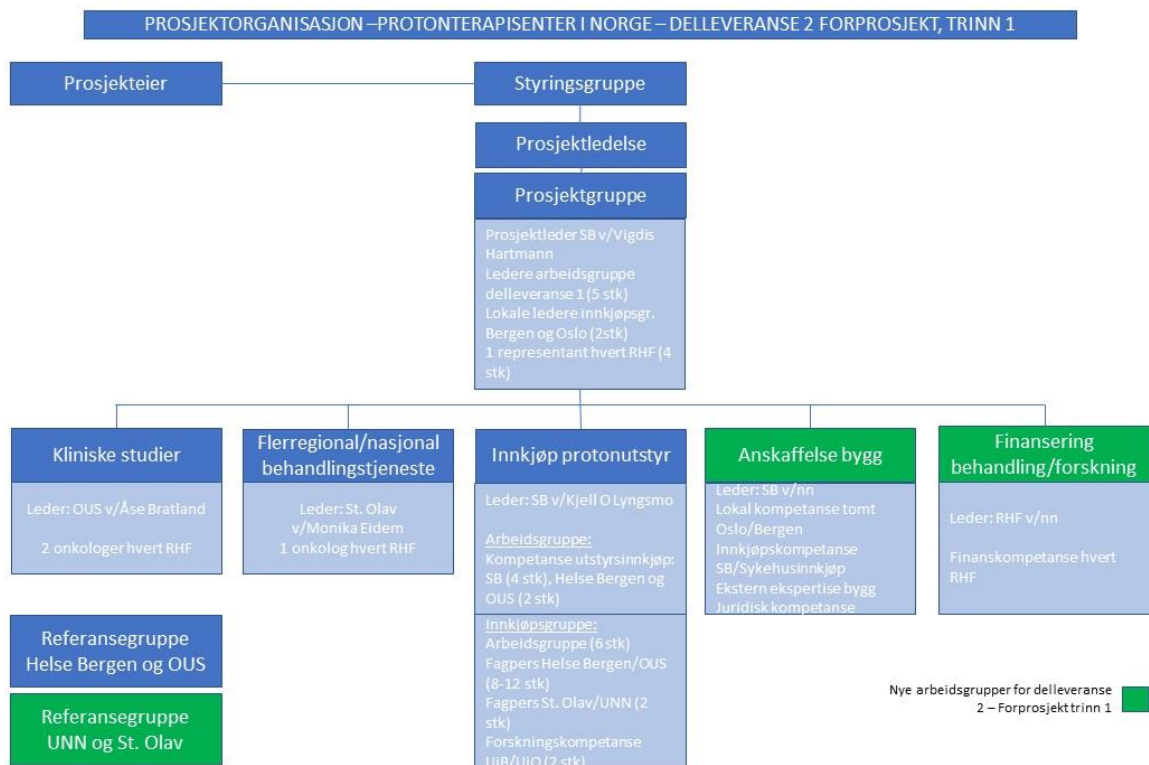 PROSJEKTORGANISASJON –PROTONTERAPISENTER I NORGE – DELLEVERANSE 2 FORPROSJEKT, TRINN 1
Prosjekteier
Styringsgruppe
Prosjektledelse
Prosjektgruppe
Prosjektleder SB v/Vigdis
Hartmann
Ledere arbeidsgruppe
delleveranse 1 (5 stk)
Lokale ledere innkjøpsgr.
Bergen og Oslo (2stk)
1 representant hvert RHF (4
stk)
Kliniske studier
Leder: OUS v/Åse Bratland
2 onkologer hvert RHF
Flerregional/nasjonal
behandlingstjeneste
Leder: St. Olav
v/Monika Eidem
1 onkolog hvert RHF
Innkjøp protonutstyr
Leder: SB v/Kjell O Lyngsmo
Arbeidsgruppe:
Kompetanse utstyrsinnkjøp:
SB (4 stk), Helse Bergen og
OUS (2 stk)
Innkjøpsgruppe:
Arbeidsgruppe (6 stk)
Fagpers Helse Bergen/OUS
(8-12 stk)
Fagpers St. Olav/UNN (2
stk)
Forskningskompetanse
UiB/UiO (2 stk)
Anskaffelse bygg
Leder: SB v/nn
Lokal kompetanse tomt
Oslo/Bergen
Innkjøpskompetanse
SB/Sykehusinnkjøp
Ekstern ekspertise bygg
Juridisk kompetanse
Finansering
behandling/forskning
Leder: RHF v/nn
Finanskompetanse hvert
RHF
Referansegruppe
Helse Bergen og OUS
Referansegruppe
UNN og St. Olav
Nye arbeidsgrupper for delleveranse
2 – Forprosjekt trinn 1